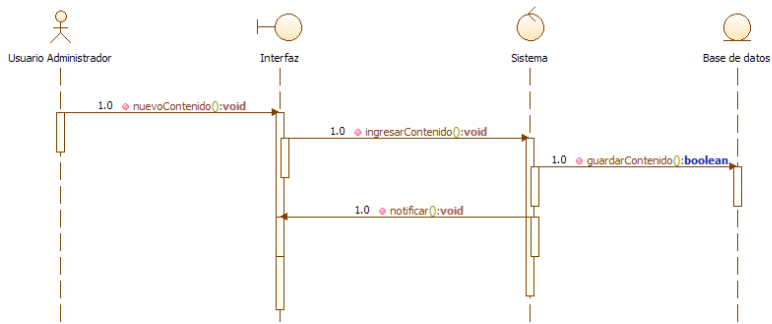 Usuario Administrador
Interfaz
Sistema
Base de datos
1.0 nuevoContenido():void
1.0 ingresarContenido():void
1.0 guardarContenido():boolean
1.0 notificar():void